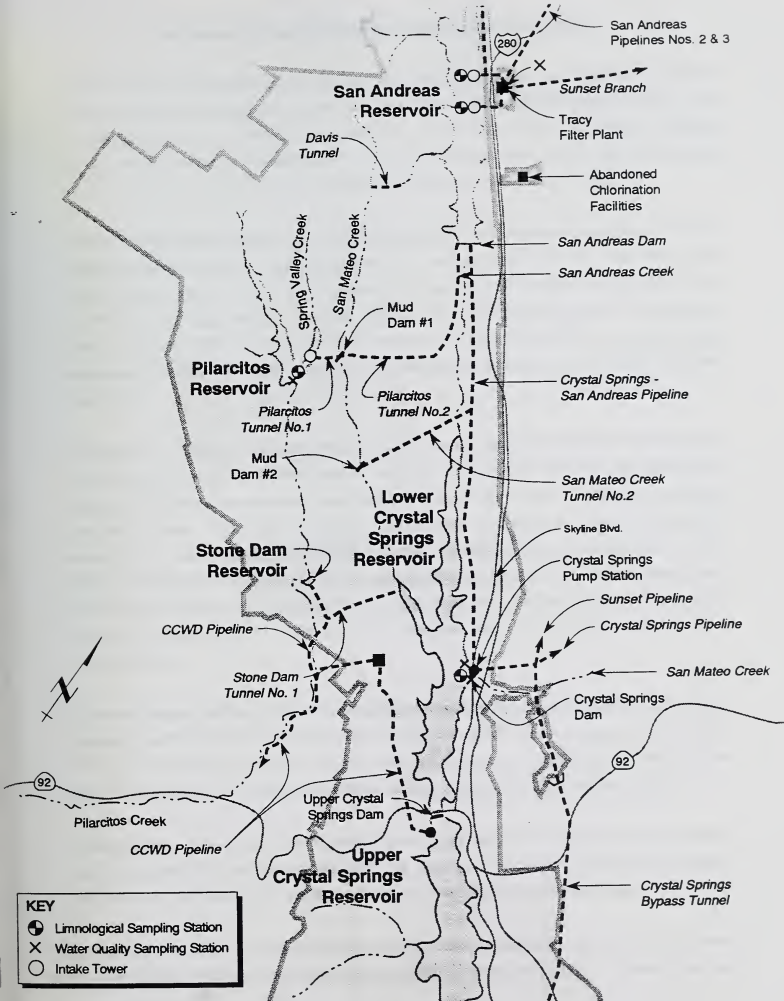 San Andreas
Pipelines Nos. 2 & 3
280
San Andreas
Reservoir
Sunset Branch
Tracy
Filter Plant
Davis
Tunnel
Abandoned
Chlorination
Facilities
Spring Valley Creek
San Mateo Creek
San Andreas Dam
San Andreas Creek
Mud
Dam #1
Pilarcitos
Reservoir
Pilarcitos
Tunnel No.1
Pilarcitos
Tunnel No.2
Crystal Springs -
San Andreas Pipeline
Mud
Dam #2
San Mateo Creek
Tunnel No.2
Lower
Crystal
Springs
Reservoir
Skyline Blvd.
Stone Dam
Reservoir
Crystal Springs
Pump Station
Sunset Pipeline
CCWD Pipeline
Crystal Springs Pipeline
Stone Dam
Tunnel No. 1
San Mateo Creek
Crystal Springs
Dam
N
92
92
Pilarcitos Creek
Upper Crystal
Springs Dam
CCWD Pipeline
Upper
Crystal Springs
Reservoir
Crystal Springs
Bypass Tunnel
KEY
Limnological Sampling Station
Water Quality Sampling Station
Intake Tower